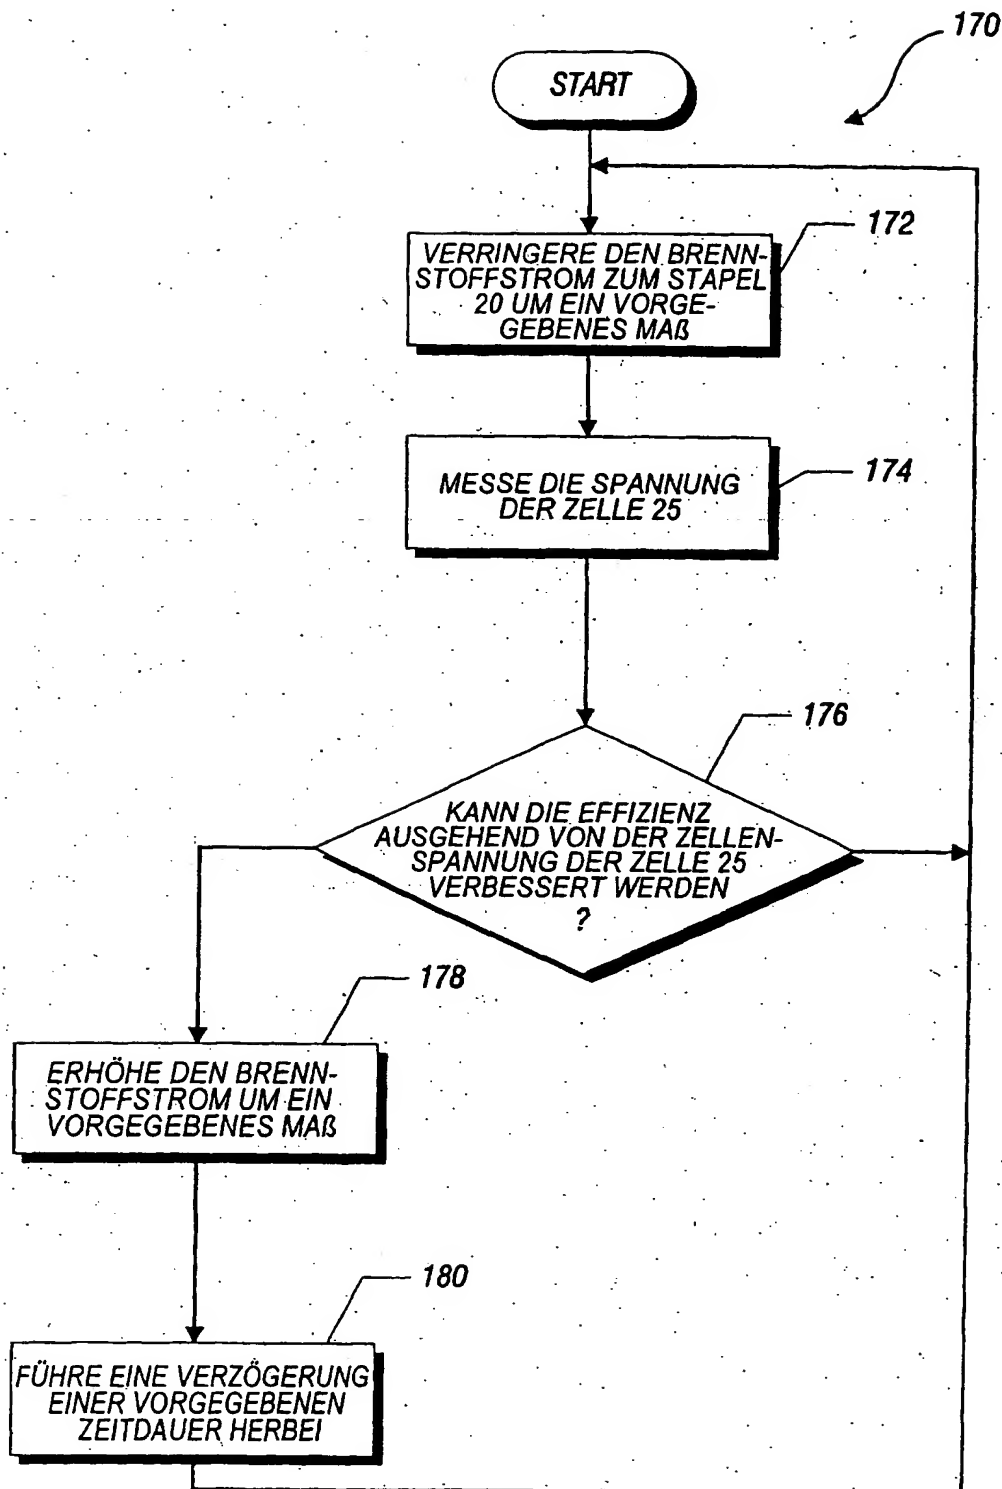 170
START
172
VERRINGERE DEN BRENN-
STOFFSTROM ZUM STAPEL
20 UM EIN VORGE-
GEBENES MAß
174
MESSE DIE SPANNUNG
DER ZELLE 25
176
KANN DIE EFFIZIENZ
AUSGEHEND VON DER ZELLEN-
SPANNUNG DER ZELLE 25
VERBESSERT WERDEN
?
178
ERHÖHE DEN BRENN-
STOFFSTROM UM EIN
VORGEGEBENES MAß
180
FÜHRE EINE VERZÖGERUNG
EINER VORGEGEBENEN
ZEITDAUER HERBEI